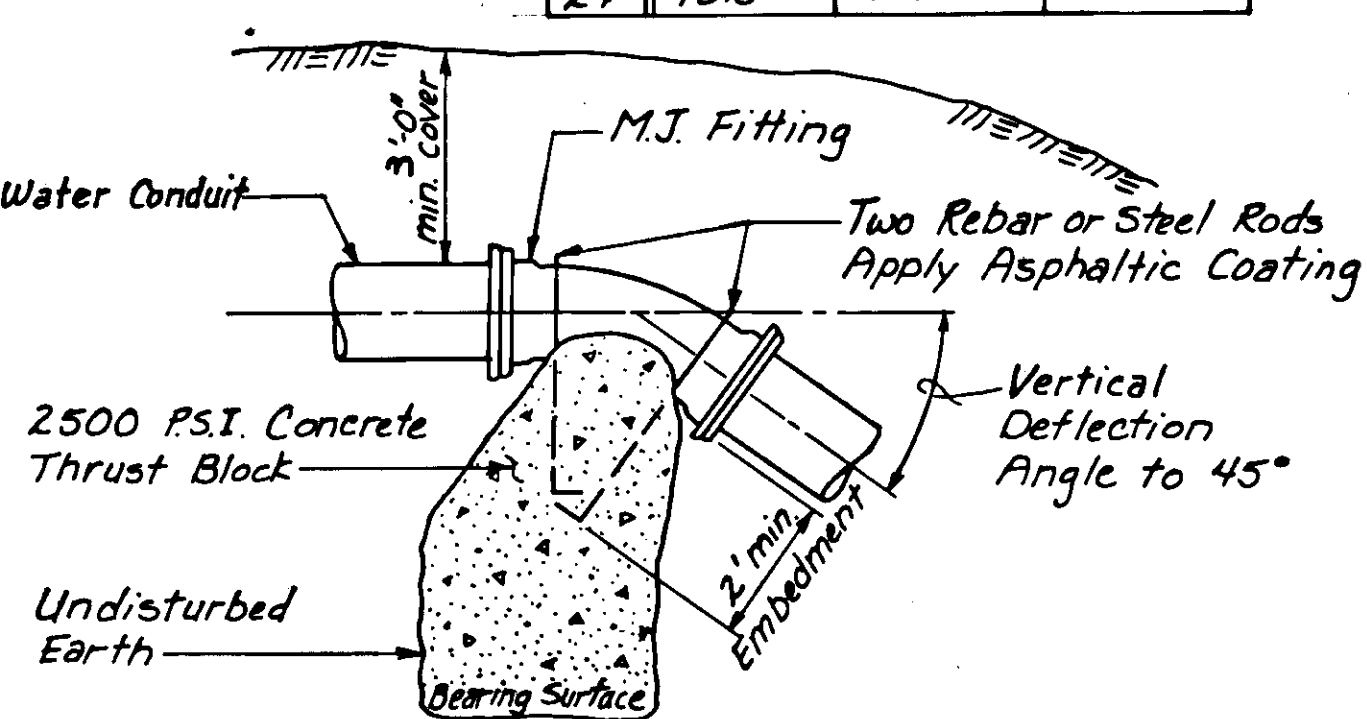 3'-0"
min. cover
M.J. Fitting
Water Conduit
Two Rebar or Steel Rods
Apply Asphaltic Coating
Vertical
Deflection
Angle to 45°
2500 P.S.I. Concrete
Thrust Block
2' min.
Embedment
Undisturbed
Earth
Bearing Surface